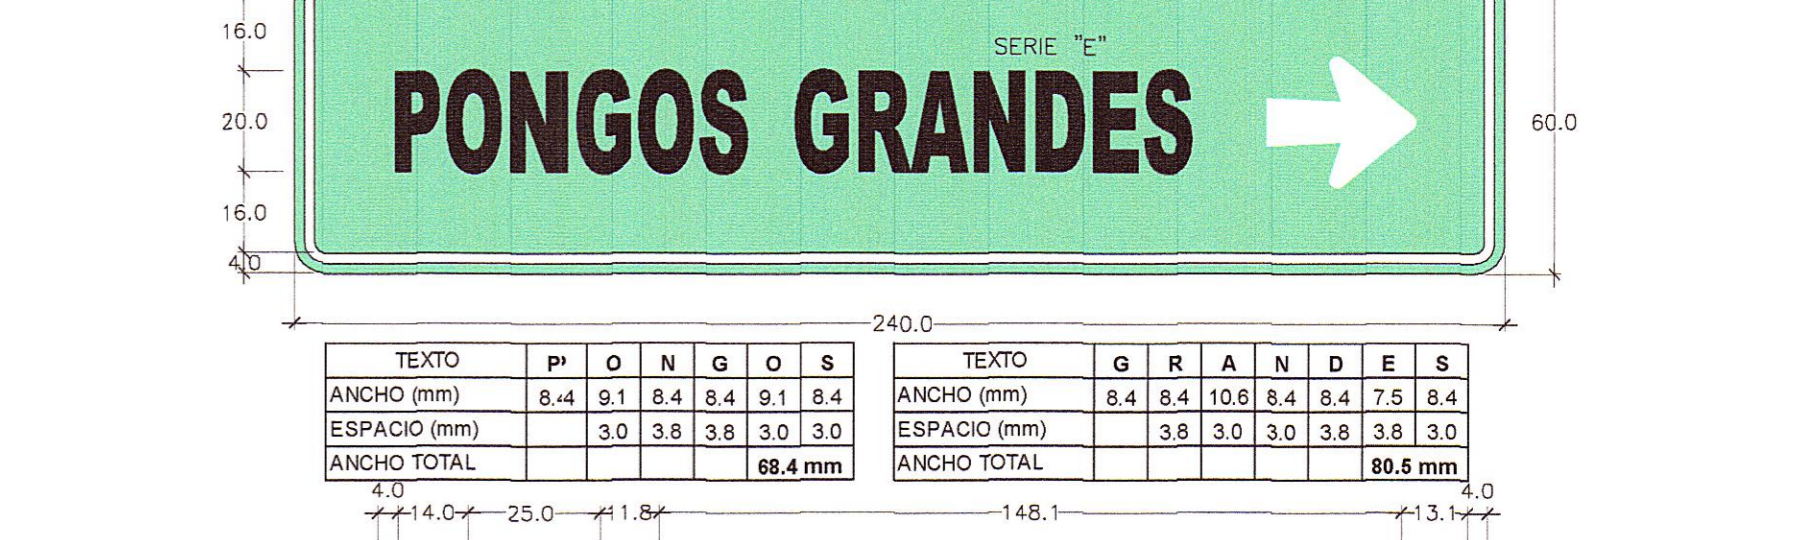 16.0
SERIE "E"
PONGOS GRANDES
20.0
60.0
16.0
4.0
240.0
TEXTO P' O N G O S
ANCHO (mm) 8.4 9.1 8.4 8.4 9.1 8.4
ESPACIO (mm) 3.0 3.8 3.8 3.0 3.0
ANCHO TOTAL 68.4 mm
TEXTO G R A N D E S
ANCHO (mm) 8.4 8.4 10.6 8.4 8.4 7.5 8.4
ESPACIO (mm) 3.8 3.0 3.0 3.8 3.8 3.0
ANCHO TOTAL 80.5 mm
4.0 4.0
14.0 25.0 11.8 148.1 13.1